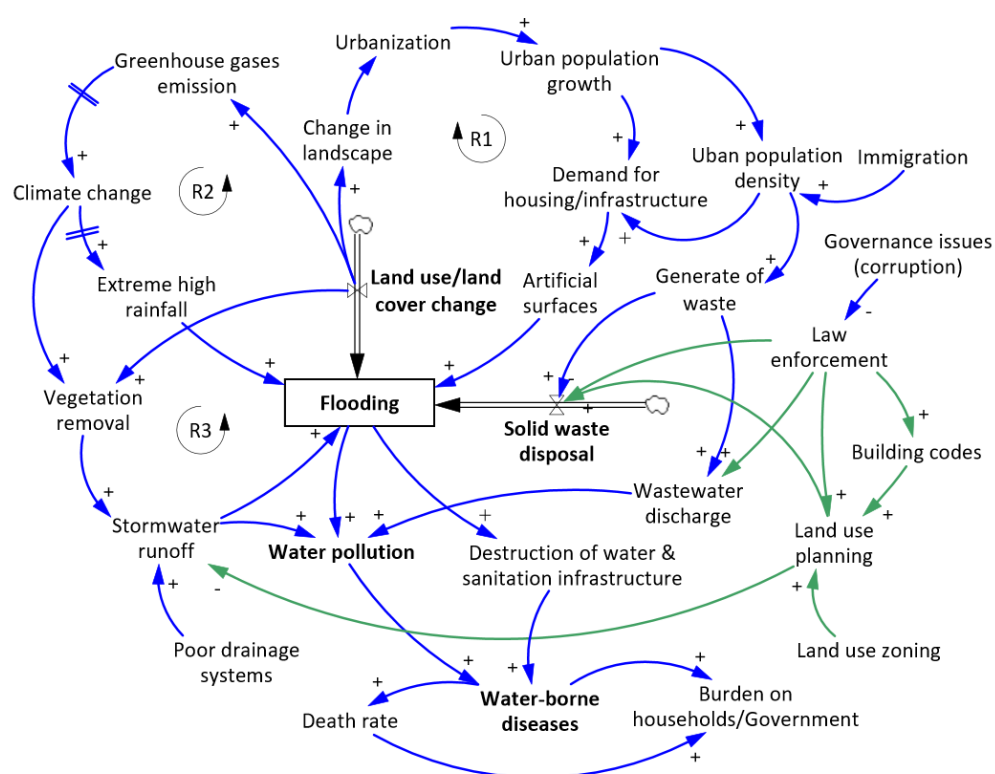 Urbanization
Greenhouse gases
emission
Urban population
growth
Change in
landscape
R1
Uban population
density
Immigration
Climate change
R2
Demand for
housing/infrastructure
Governance issues
(corruption)
Extreme high
rainfall
Land use/land
cover change
Artificial
surfaces
Generate of
waste
Law
enforcement
Vegetation
removal
Flooding
R3
Solid waste
disposal
Building codes
Stormwater
runoff
Water pollution
Wastewater
discharge
Destruction of water &
sanitation infrastructure
Land use
planning
Poor drainage
systems
Land use zoning
Death rate
Water-borne
diseases
Burden on
households/Government